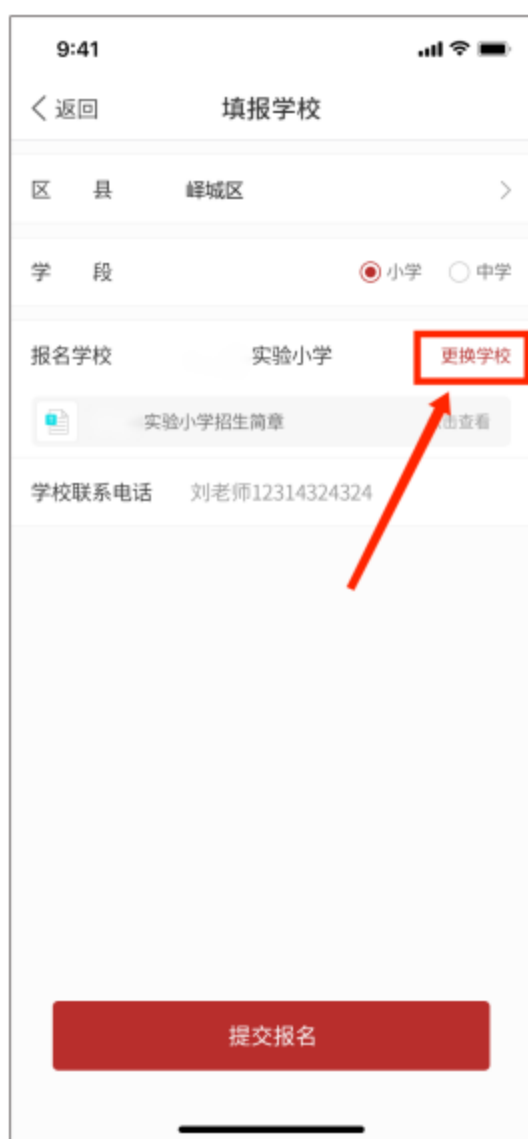 9:41
返回 填报学校
区 县 峄城区
学 段 小学 中学
报名学校 实验小学 更换学校
实验小学招生简章 击查看
学校联系电话 刘老师12314324324
提交报名